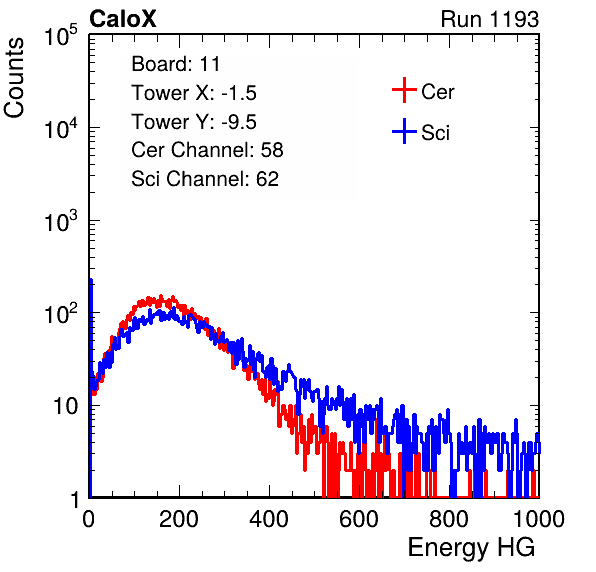 CaloX Run 1193
Counts
10^5
10^4
10^3
10^2
10
1
Board: 11
Tower X: -1.5
Tower Y: -9.5
Cer Channel: 58
Sci Channel: 62
Cer
Sci
0 200 400 600 800 1000
Energy HG